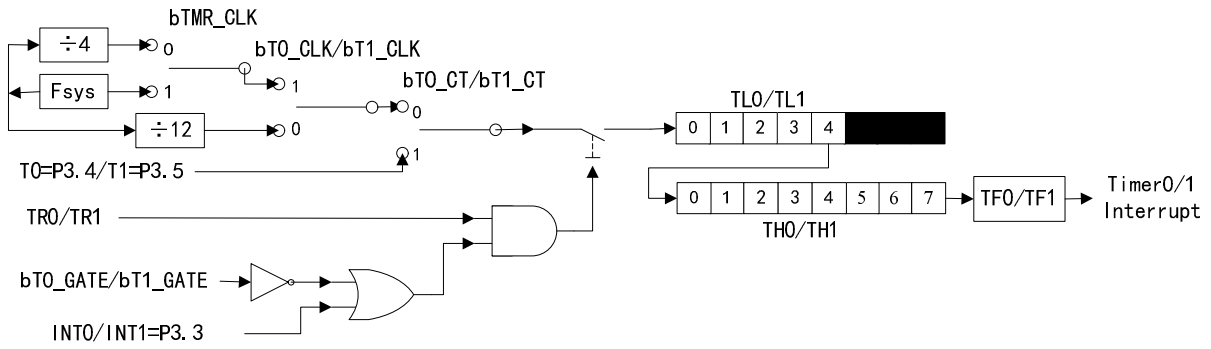 bTMR_CLK
÷4
0
bT0_CLK/bT1_CLK
Fsys
1
1
bT0_CT/bT1_CT
0
TL0/TL1
÷12
0
0 1 2 3 4
T0=P3.4/T1=P3.5
1
0 1 2 3 4 5 6 7
TF0/TF1
Timer0/1
Interrupt
TH0/TH1
TR0/TR1
bT0_GATE/bT1_GATE
INT0/INT1=P3.3